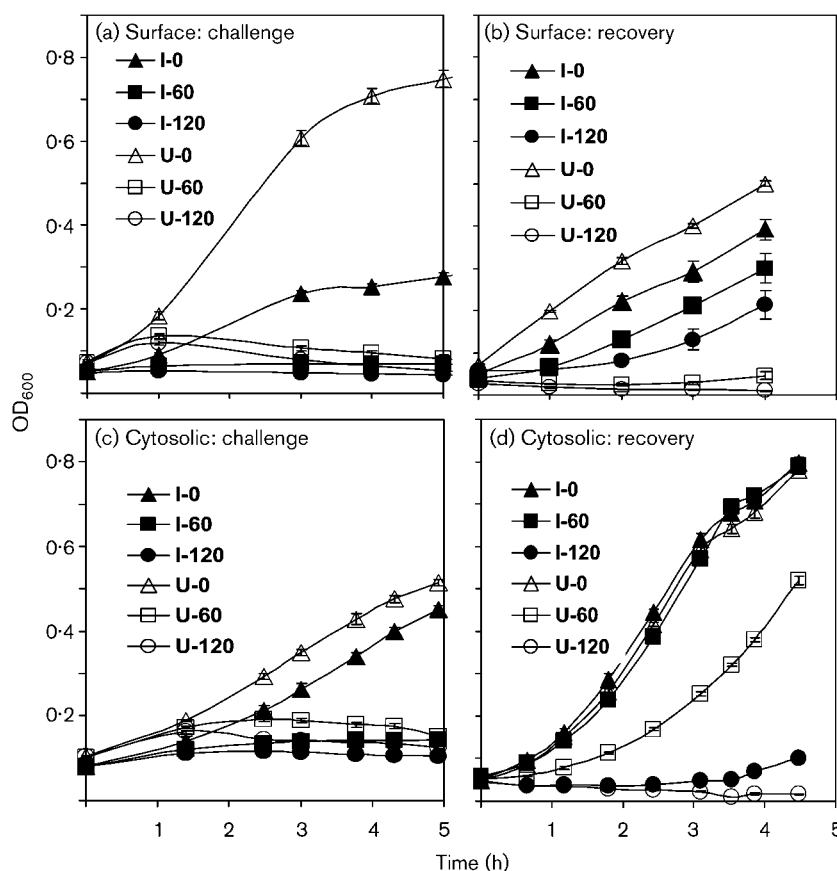 (a) Surface: challenge
(b) Surface: recovery
0·8
0·6
0·4
0·2
I-0
I-60
I-120
U-0
U-60
U-120
I-0
I-60
I-120
U-0
U-60
U-120
OD600
(c) Cytosolic: challenge
(d) Cytosolic: recovery
0·8
0·6
0·4
0·2
I-0
I-60
I-120
U-0
U-60
U-120
I-0
I-60
I-120
U-0
U-60
U-120
1 2 3 4 5
0 1 2 3 4 5
Time (h)